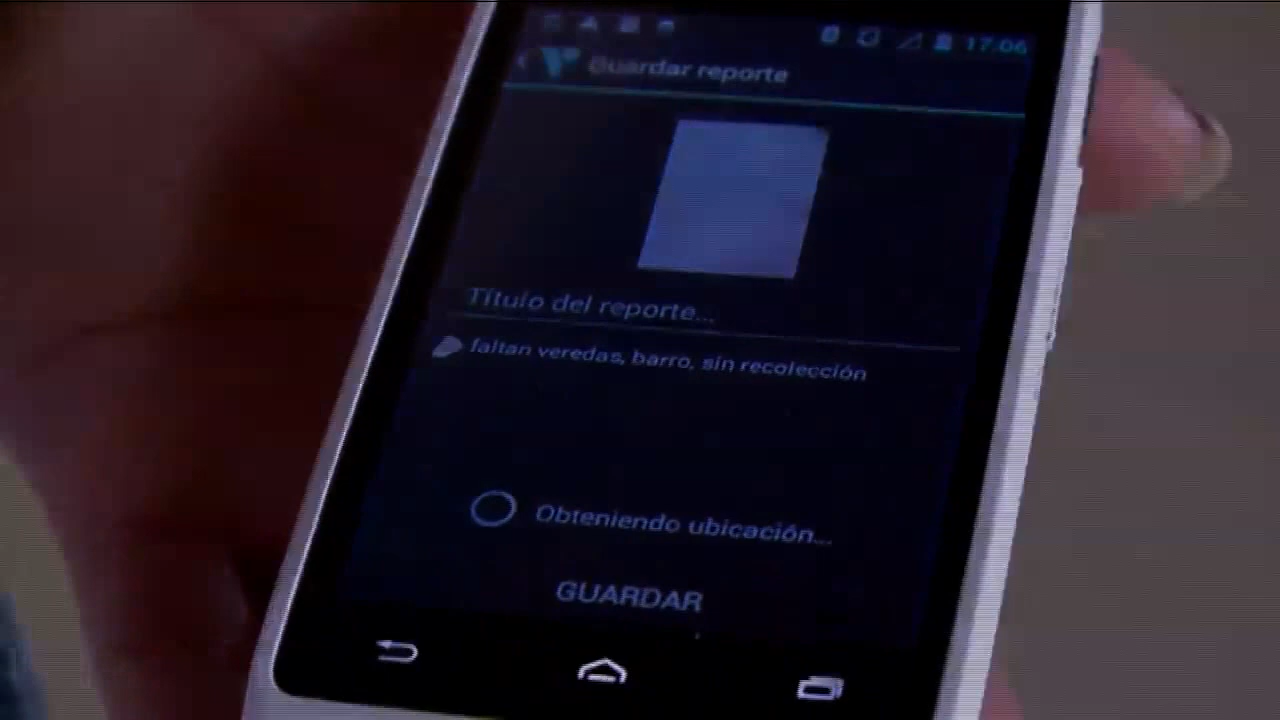 17:06
Guardar reporte
Título del reporte...
faltan veredas, barro, sin recolección
Obteniendo ubicación...
GUARDAR